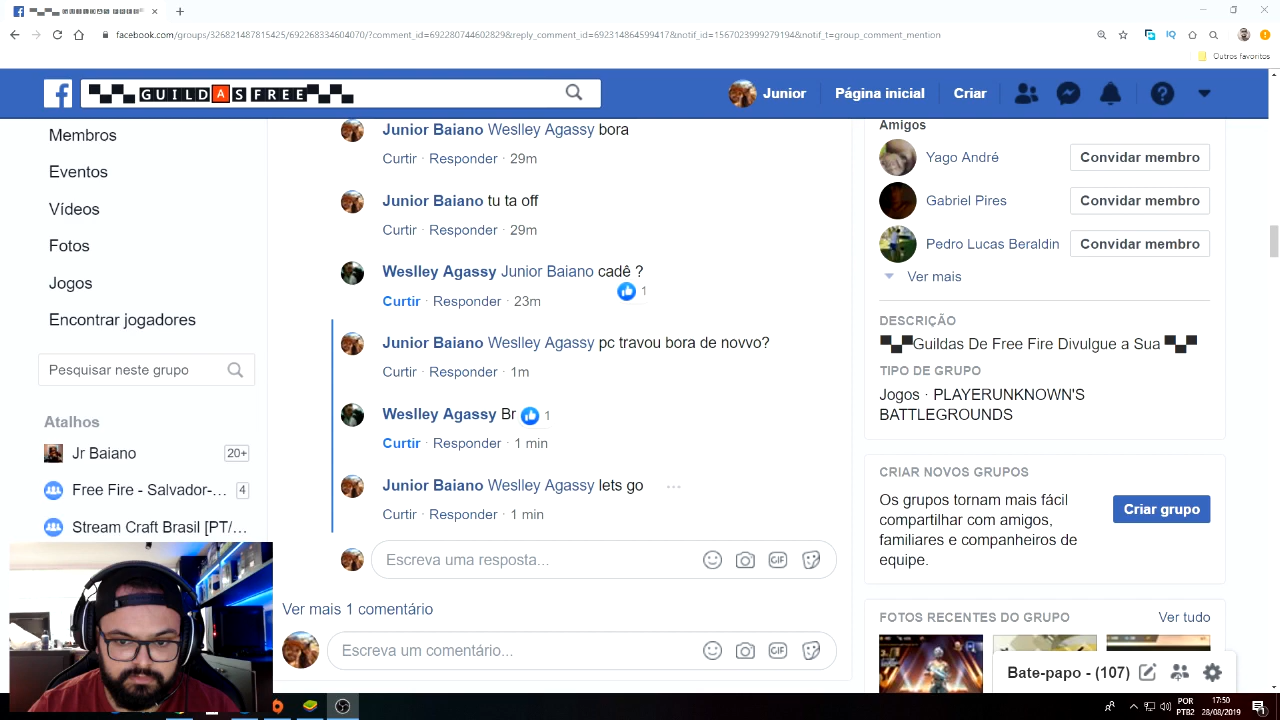 facebook.com/groups/326821487815425/692268334604070/?comment_id=692280744602829&reply_comment_id=692314864599417&notif_id=1567023999279194&notif_t=group_comment_mention
Outros favoritos
GUILDAS FREE
Junior
Página inicial
Criar
Membros
Eventos
Vídeos
Fotos
Jogos
Encontrar jogadores
Pesquisar neste grupo
Atalhos
Jr Baiano 20+
Free Fire - Salvador-... 4
Stream Craft Brasil [PT/...
Junior Baiano Weslley Agassy bora
Curtir · Responder · 29m
Junior Baiano tu ta off
Curtir · Responder · 29m
Weslley Agassy Junior Baiano cadê ?
1
Curtir · Responder · 23m
Junior Baiano Weslley Agassy pc travou bora de novvo?
Curtir · Responder · 1m
Weslley Agassy Br 1
Curtir · Responder · 1 min
Junior Baiano Weslley Agassy lets go
Curtir · Responder · 1 min
Escreva uma resposta...
GIF
Ver mais 1 comentário
Escreva um comentário...
GIF
Amigos
Yago André Convidar membro
Gabriel Pires Convidar membro
Pedro Lucas Beraldin Convidar membro
Ver mais
DESCRIÇÃO
Guildas De Free Fire Divulgue a Sua
TIPO DE GRUPO
Jogos · PLAYERUNKNOWN'S
BATTLEGROUNDS
CRIAR NOVOS GRUPOS
Os grupos tornam mais fácil
compartilhar com amigos,
familiares e companheiros de
equipe.
Criar grupo
FOTOS RECENTES DO GRUPO Ver tudo
Bate-papo - (107)
POR
PTB2
17:50
28/08/2019